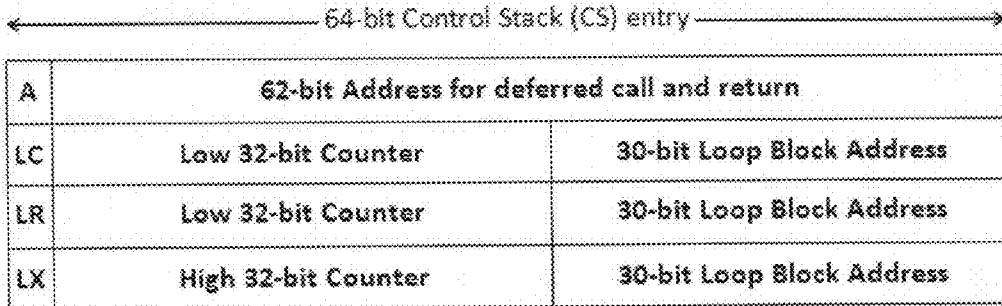 64-bit Control Stack (CS) entry
A 62-bit Address for deferred call and return
LC Low 32-bit Counter 30-bit Loop Block Address
LR Low 32-bit Counter 30-bit Loop Block Address
LX High 32-bit Counter 30-bit Loop Block Address